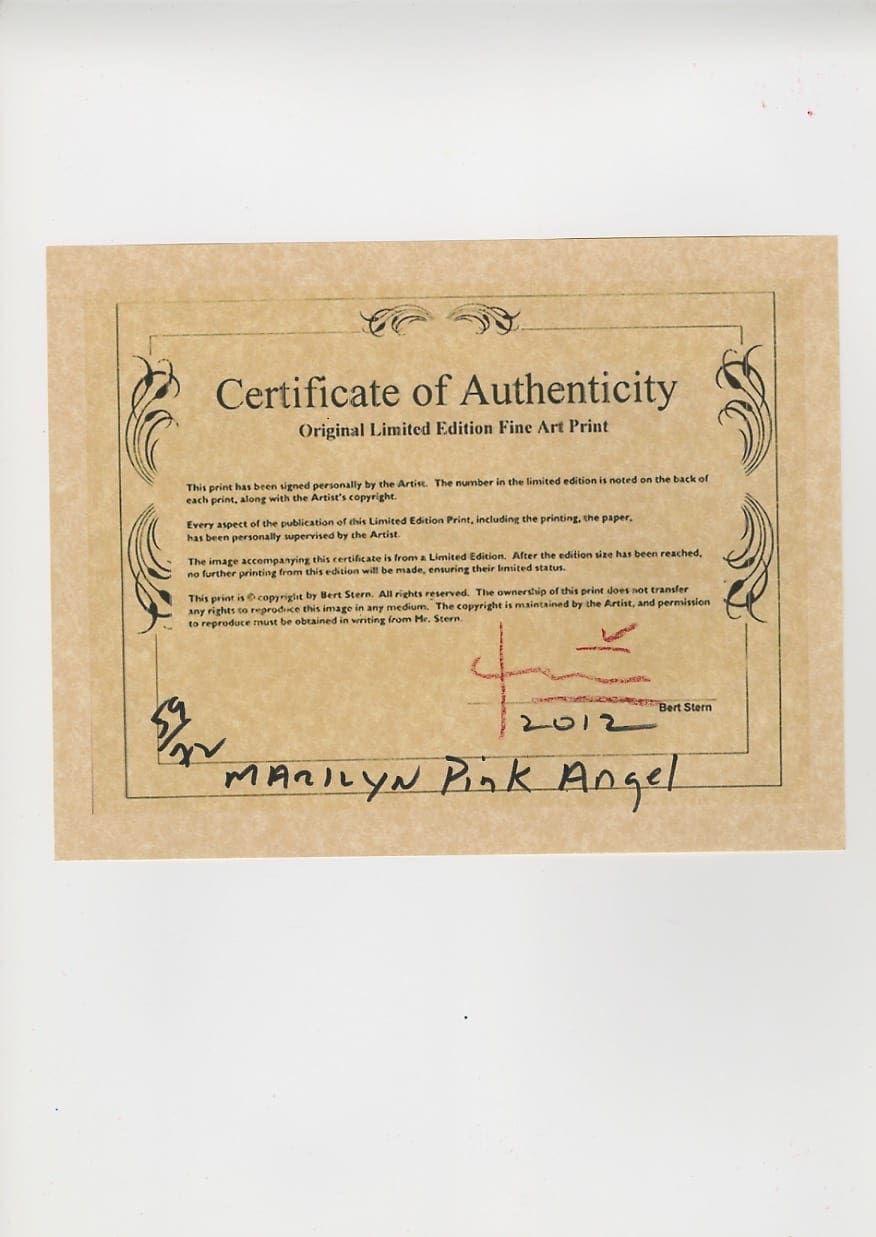 Certificate of Authenticity
Original Limited Edition Fine Art Print
This print has been signed personally by the Artist. The number in the limited edition is noted on the back of
each print, along with the Artist's copyright.
Every aspect of the publication of this Limited Edition Print, including the printing, the paper,
has been personally supervised by the Artist.
The image accompanying this certificate is from a Limited Edition. After the edition size has been reached,
no further printing from this edition will be made, ensuring their limited status.
This print is © copyright by Bert Stern. All rights reserved. The ownership of this print does not transfer
any rights to reproduce this image in any medium. The copyright is maintained by the Artist, and permission
to reproduce must be obtained in writing from Mr. Stern.
Bert Stern
2012
59/72
MARILYN Pink Angel